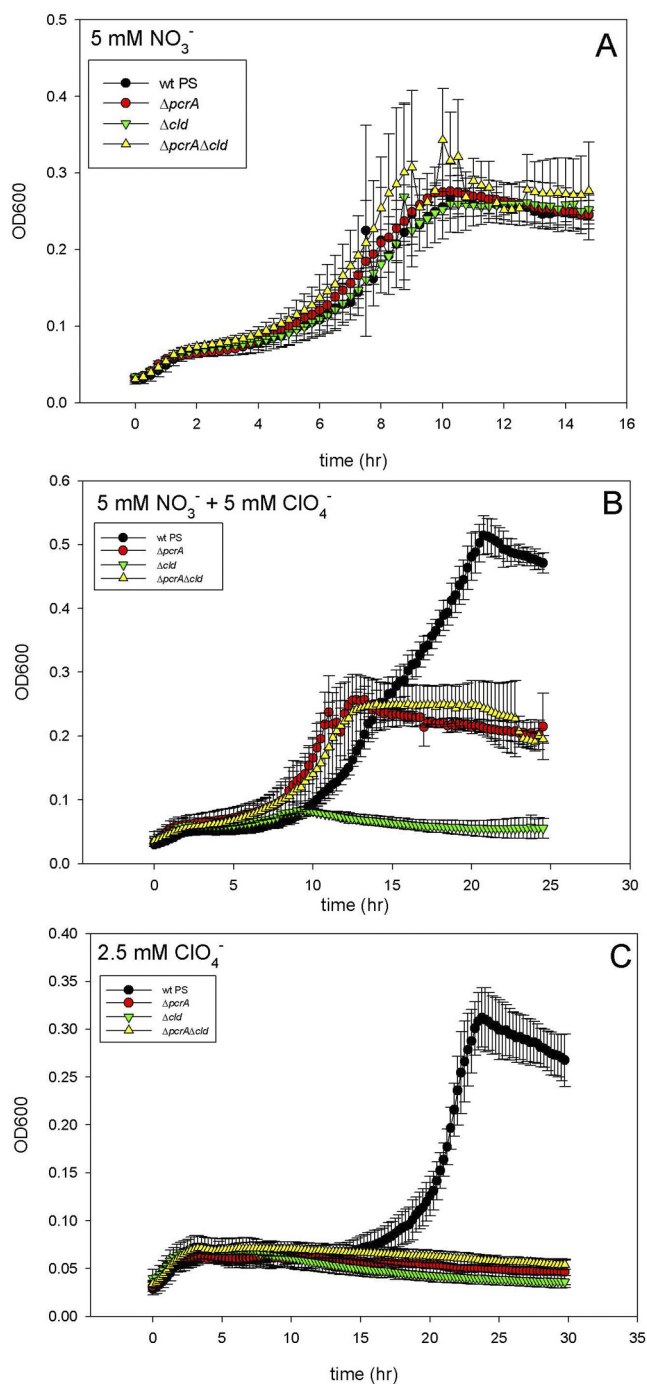 5 mM NO₃⁻
A
wt PS
ΔpcrA
Δcld
ΔpcrAΔcld
OD600
0.5
0.4
0.3
0.2
0.1
0.0
0 2 4 6 8 10 12 14 16
time (hr)
5 mM NO₃⁻ + 5 mM ClO₄⁻
B
wt PS
ΔpcrA
Δcld
ΔpcrAΔcld
OD600
0.6
0.5
0.4
0.3
0.2
0.1
0.0
0 5 10 15 20 25 30
time (hr)
2.5 mM ClO₄⁻
C
wt PS
ΔpcrA
Δcld
ΔpcrAΔcld
OD600
0.40
0.35
0.30
0.25
0.20
0.15
0.10
0.05
0.00
0 5 10 15 20 25 30 35
time (hr)